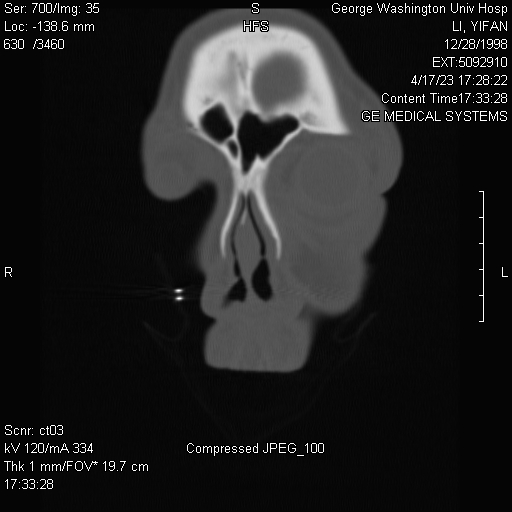 Ser: 700/Img: 35
Loc: -138.6 mm
630 /3460
S
HFS
George Washington Univ Hosp
LI, YIFAN
12/28/1998
EXT:5092910
4/17/23 17:28:22
Content Time17:33:28
GE MEDICAL SYSTEMS
R
L
Scnr: ct03
kV 120/mA 334
Thk 1 mm/FOV* 19.7 cm
17:33:28
Compressed JPEG_100